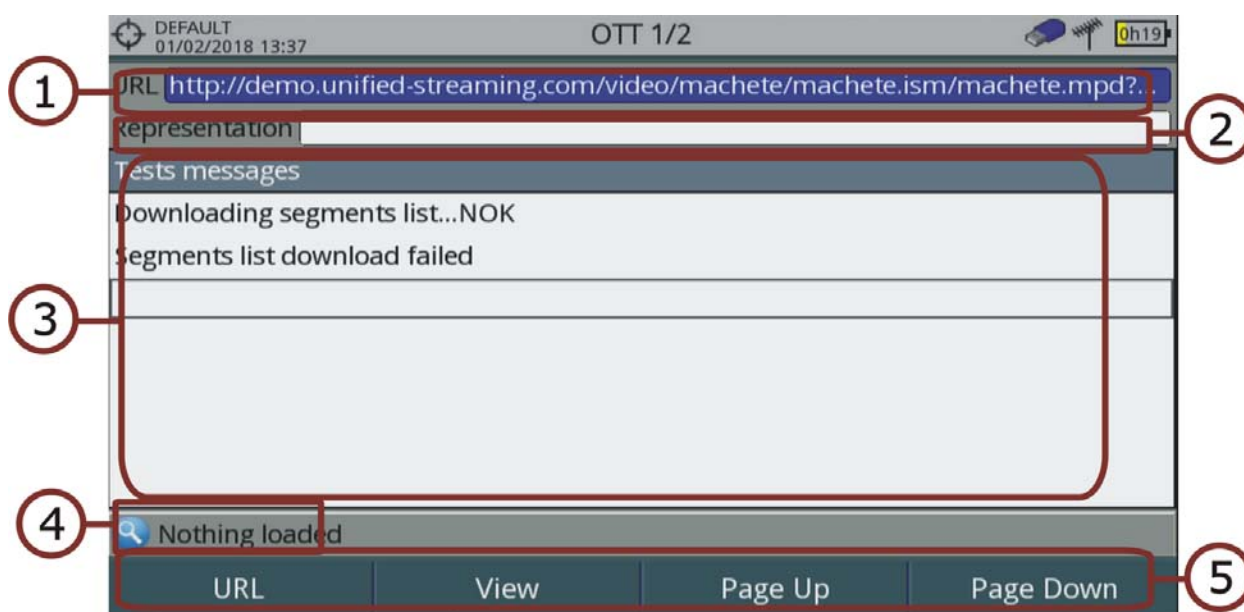 DEFAULT
01/02/2018 13:37
OTT 1/2
0h19
1
URL http://demo.unified-streaming.com/video/machete/machete.ism/machete.mpd?...
2
Representation
Tests messages
Downloading segments list...NOK
Segments list download failed
3
4
Nothing loaded
URL View Page Up Page Down
5